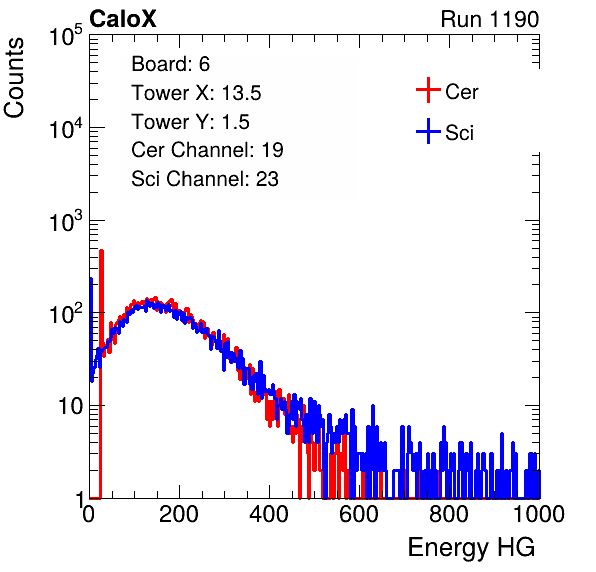 CaloX Run 1190
Counts
Board: 6
Tower X: 13.5
Tower Y: 1.5
Cer Channel: 19
Sci Channel: 23
Cer
Sci
10^5
10^4
10^3
10^2
10
1
0 200 400 600 800 1000
Energy HG